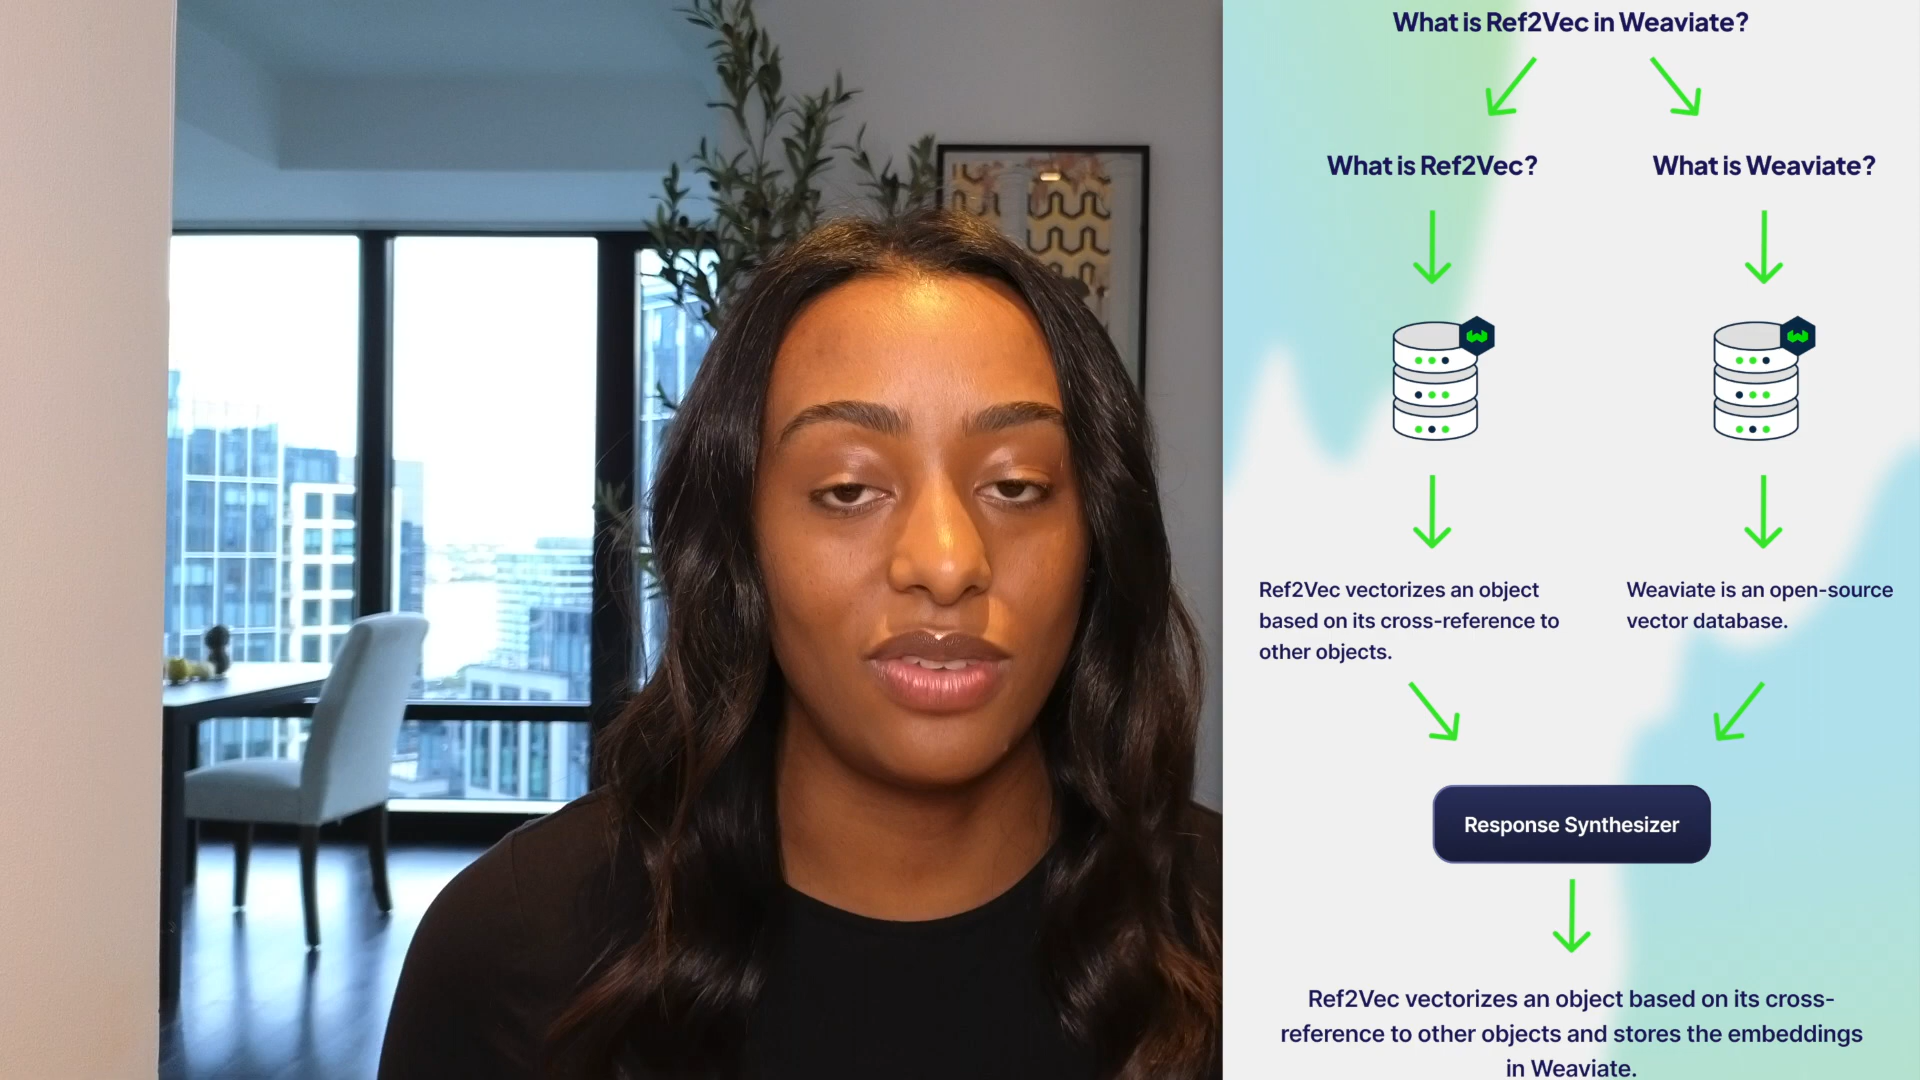 What is Ref2Vec in Weaviate?
What is Ref2Vec?
What is Weaviate?
Ref2Vec vectorizes an object
based on its cross-reference to
other objects.
Weaviate is an open-source
vector database.
Response Synthesizer
Ref2Vec vectorizes an object based on its cross-
reference to other objects and stores the embeddings
in Weaviate.